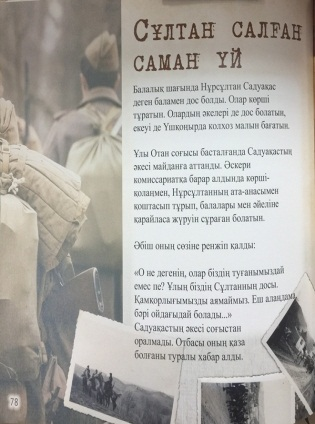 Сұлтан салған
саман үй
Балалық шағында Нұрсұлтан Садуақас
деген баламен дос болды. Олар көрші
тұратын. Олардың әкелері де дос болатын,
екеуі де Үшқоңырда колхоз малын бағатын.
Ұлы Отан соғысы басталғанда Садуақастың
әкесі майданға аттанды. Әскери
комиссариатқа барар алдында көрші-
қолаңмен, Нұрсұлтанның ата-анасымен
қоштасып тұрып, балалары мен әйеліне
қарайласа жүруін сұраған болатын.
Әбіш оның сөзіне ренжіп қалды:
«О не дегенің, олар біздің туғанымыздай
емес пе? Ұлың біздің Сұлтанның досы.
Қамқорлығымызды аямаймыз. Еш алаңдама,
бәрі ойдағыдай болады...»
Садуақастың әкесі соғыстан
оралмады. Отбасы оның қаза
болғаны туралы хабар алды.
78